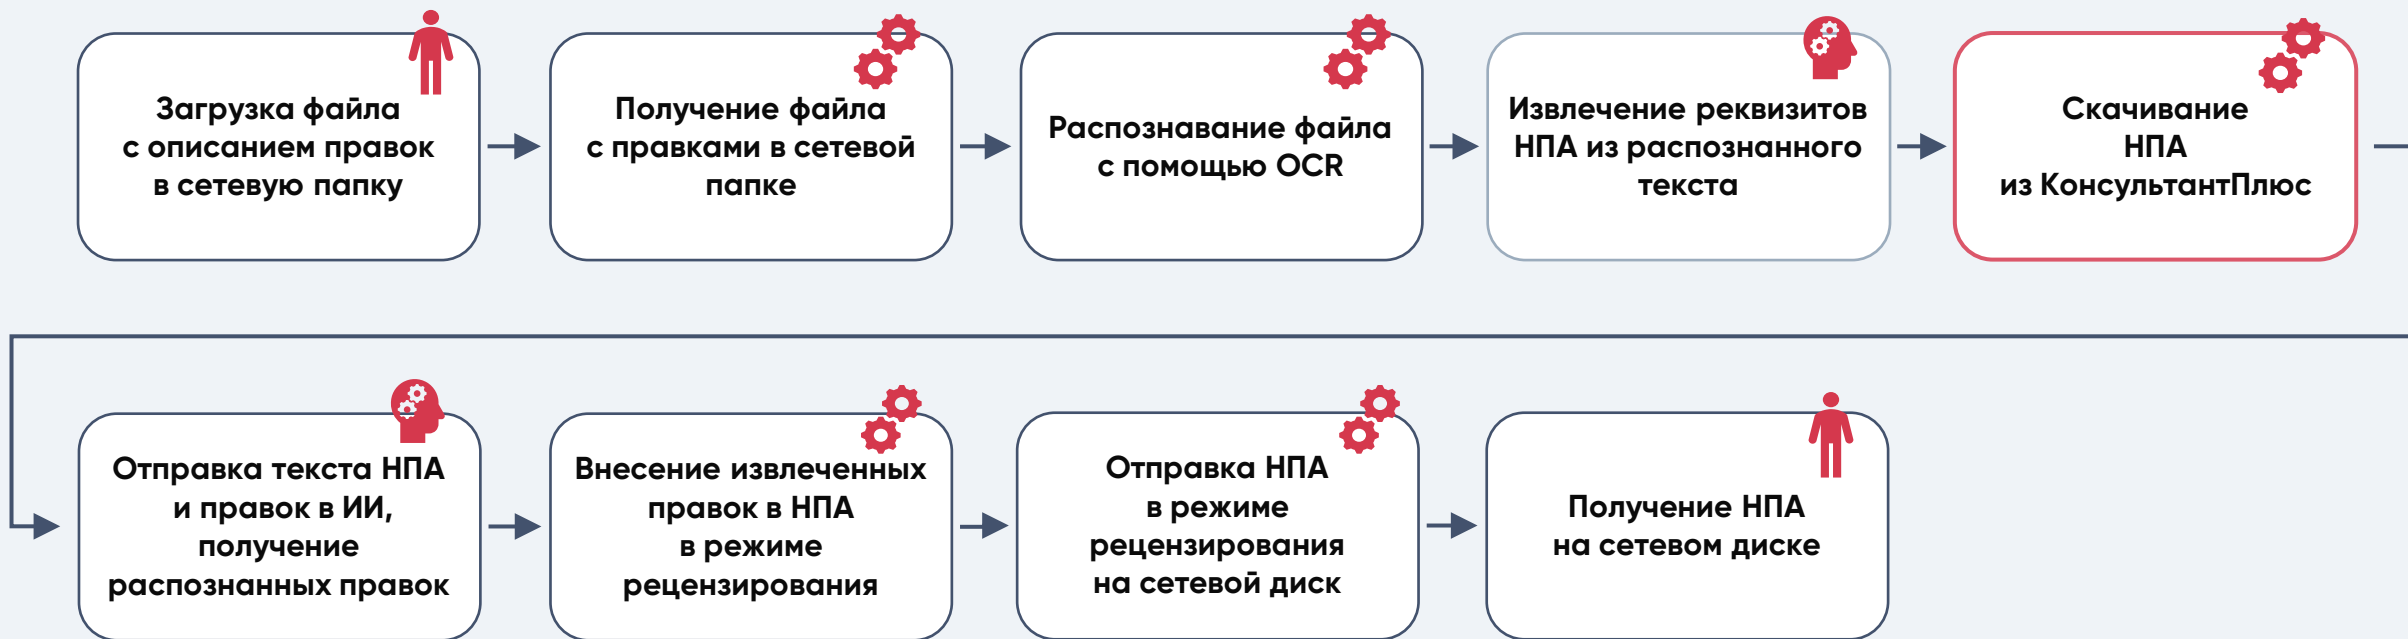 Загрузка файла
с описанием правок
в сетевую папку
Получение файла
с правками в сетевой
папке
Распознавание файла
с помощью OCR
Извлечение реквизитов
НПА из распознанного
текста
Скачивание
НПА
из КонсультантПлюс
Отправка текста НПА
и правок в ИИ,
получение
распознанных правок
Внесение извлеченных
правок в НПА
в режиме
рецензирования
Отправка НПА
в режиме
рецензирования
на сетевой диск
Получение НПА
на сетевом диске